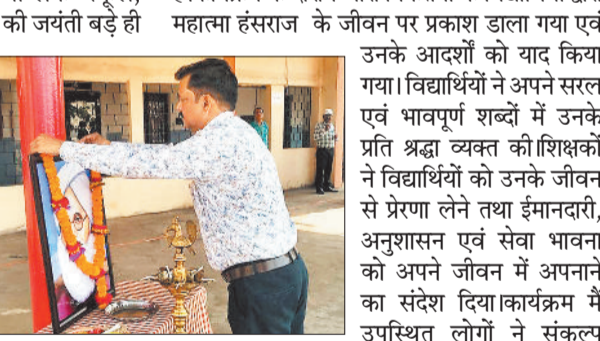 की जयंती बड़े ही
महात्मा हंसराज के जीवन पर प्रकाश डाला गया एवं
उनके आदर्शों को याद किया
गया। विद्यार्थियों ने अपने सरल
एवं भावपूर्ण शब्दों में उनके
प्रति श्रद्धा व्यक्त की।शिक्षकों
ने विद्यार्थियों को उनके जीवन
से प्रेरणा लेने तथा ईमानदारी,
अनुशासन एवं सेवा भावना
को अपने जीवन में अपनाने
का संदेश दिया।कार्यक्रम में
उपस्थित लोगों ने संकल्प